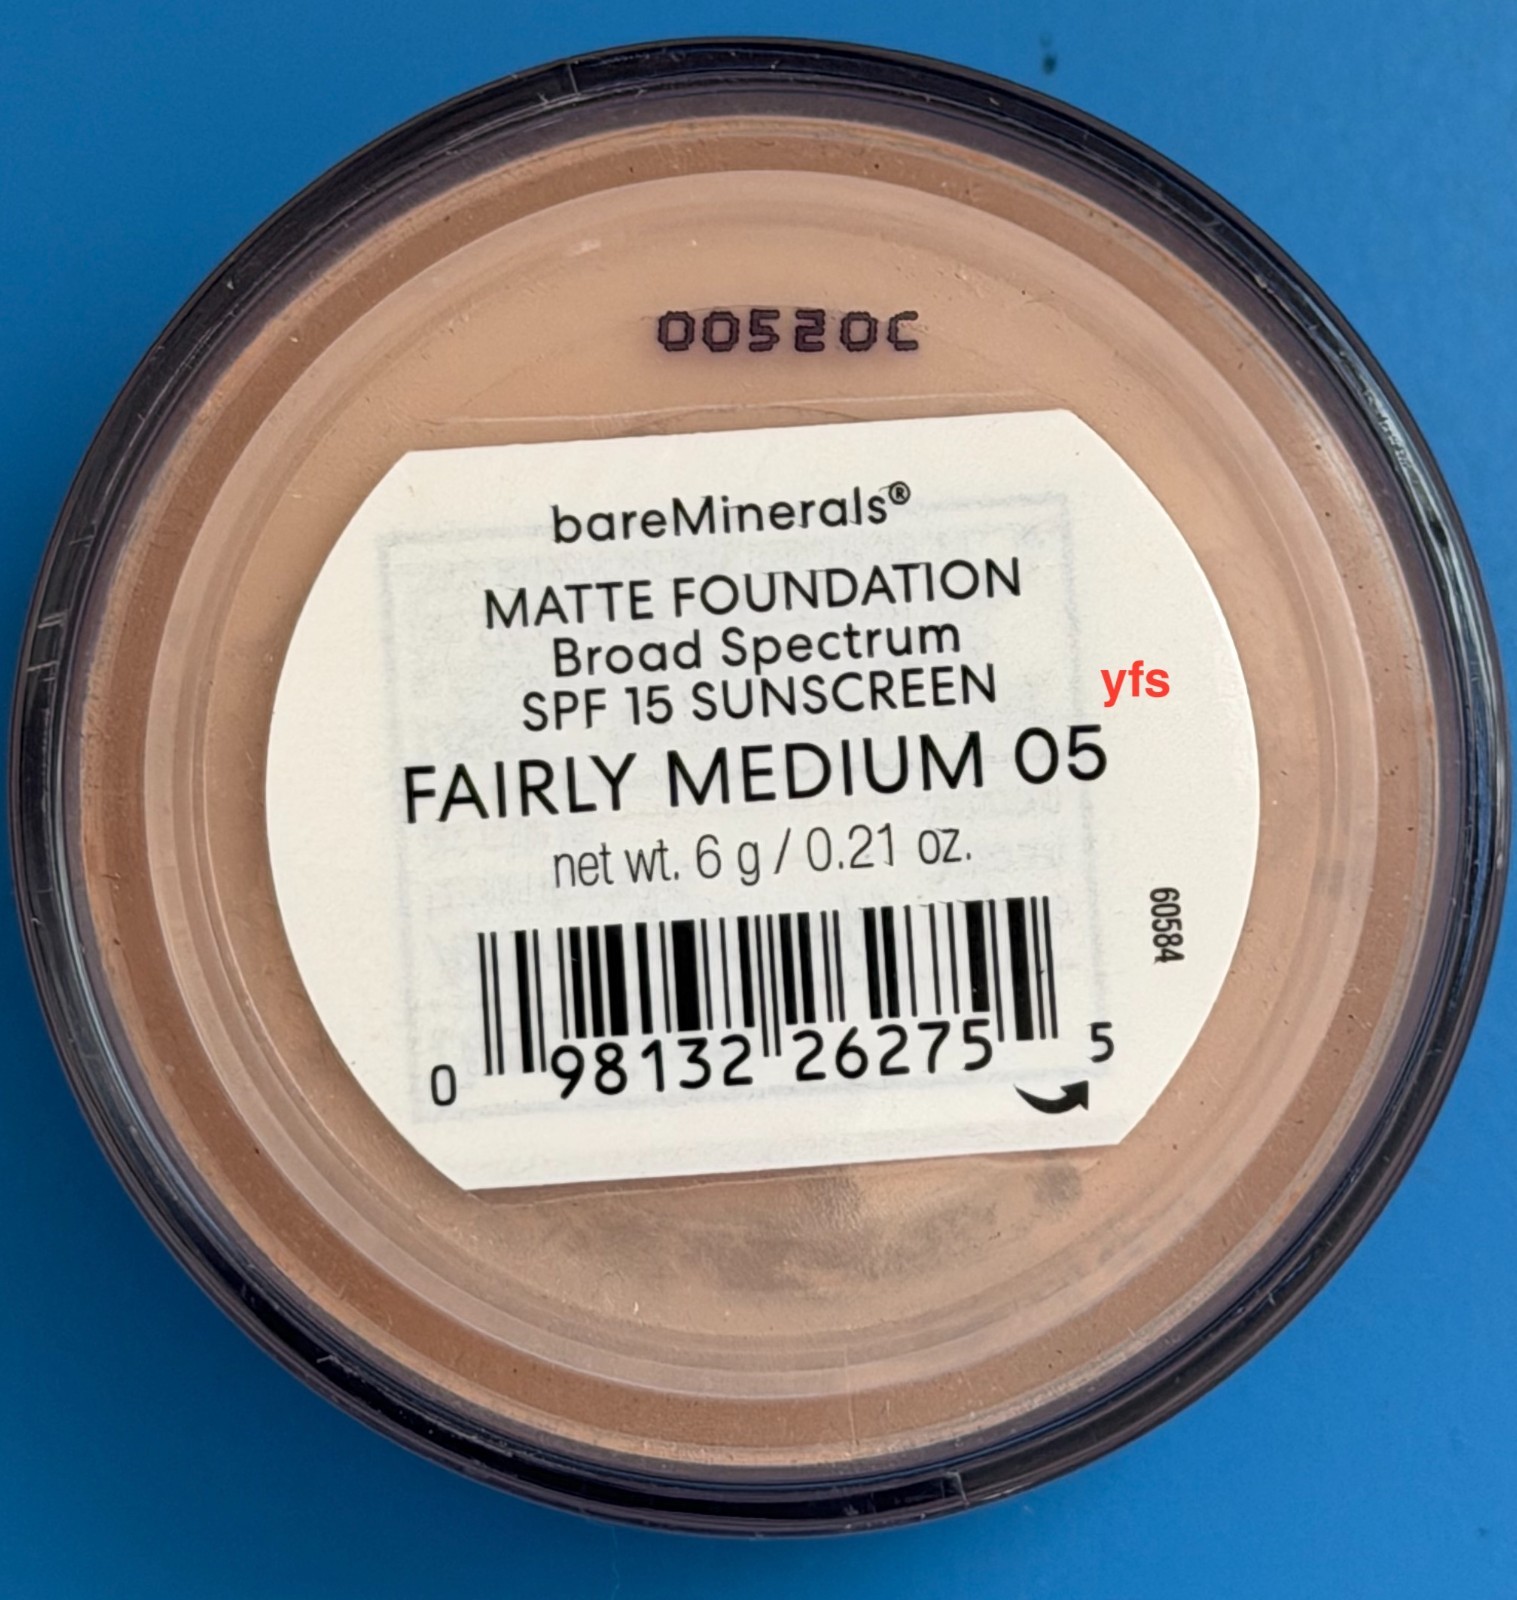 00520C
bareMinerals®
MATTE FOUNDATION
Broad Spectrum
SPF 15 SUNSCREEN
yfs
FAIRLY MEDIUM 05
net wt. 6 g / 0.21 oz.
60584
0 98132 26275 5